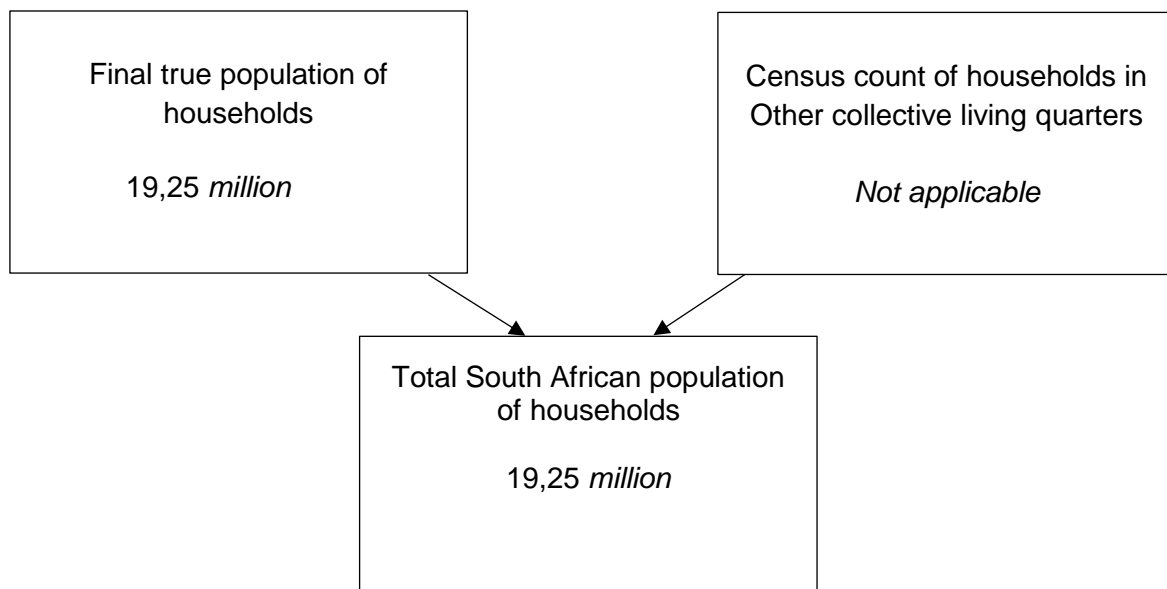 Final true population of
households
19,25 million
Census count of households in
Other collective living quarters
Not applicable
Total South African population
of households
19,25 million